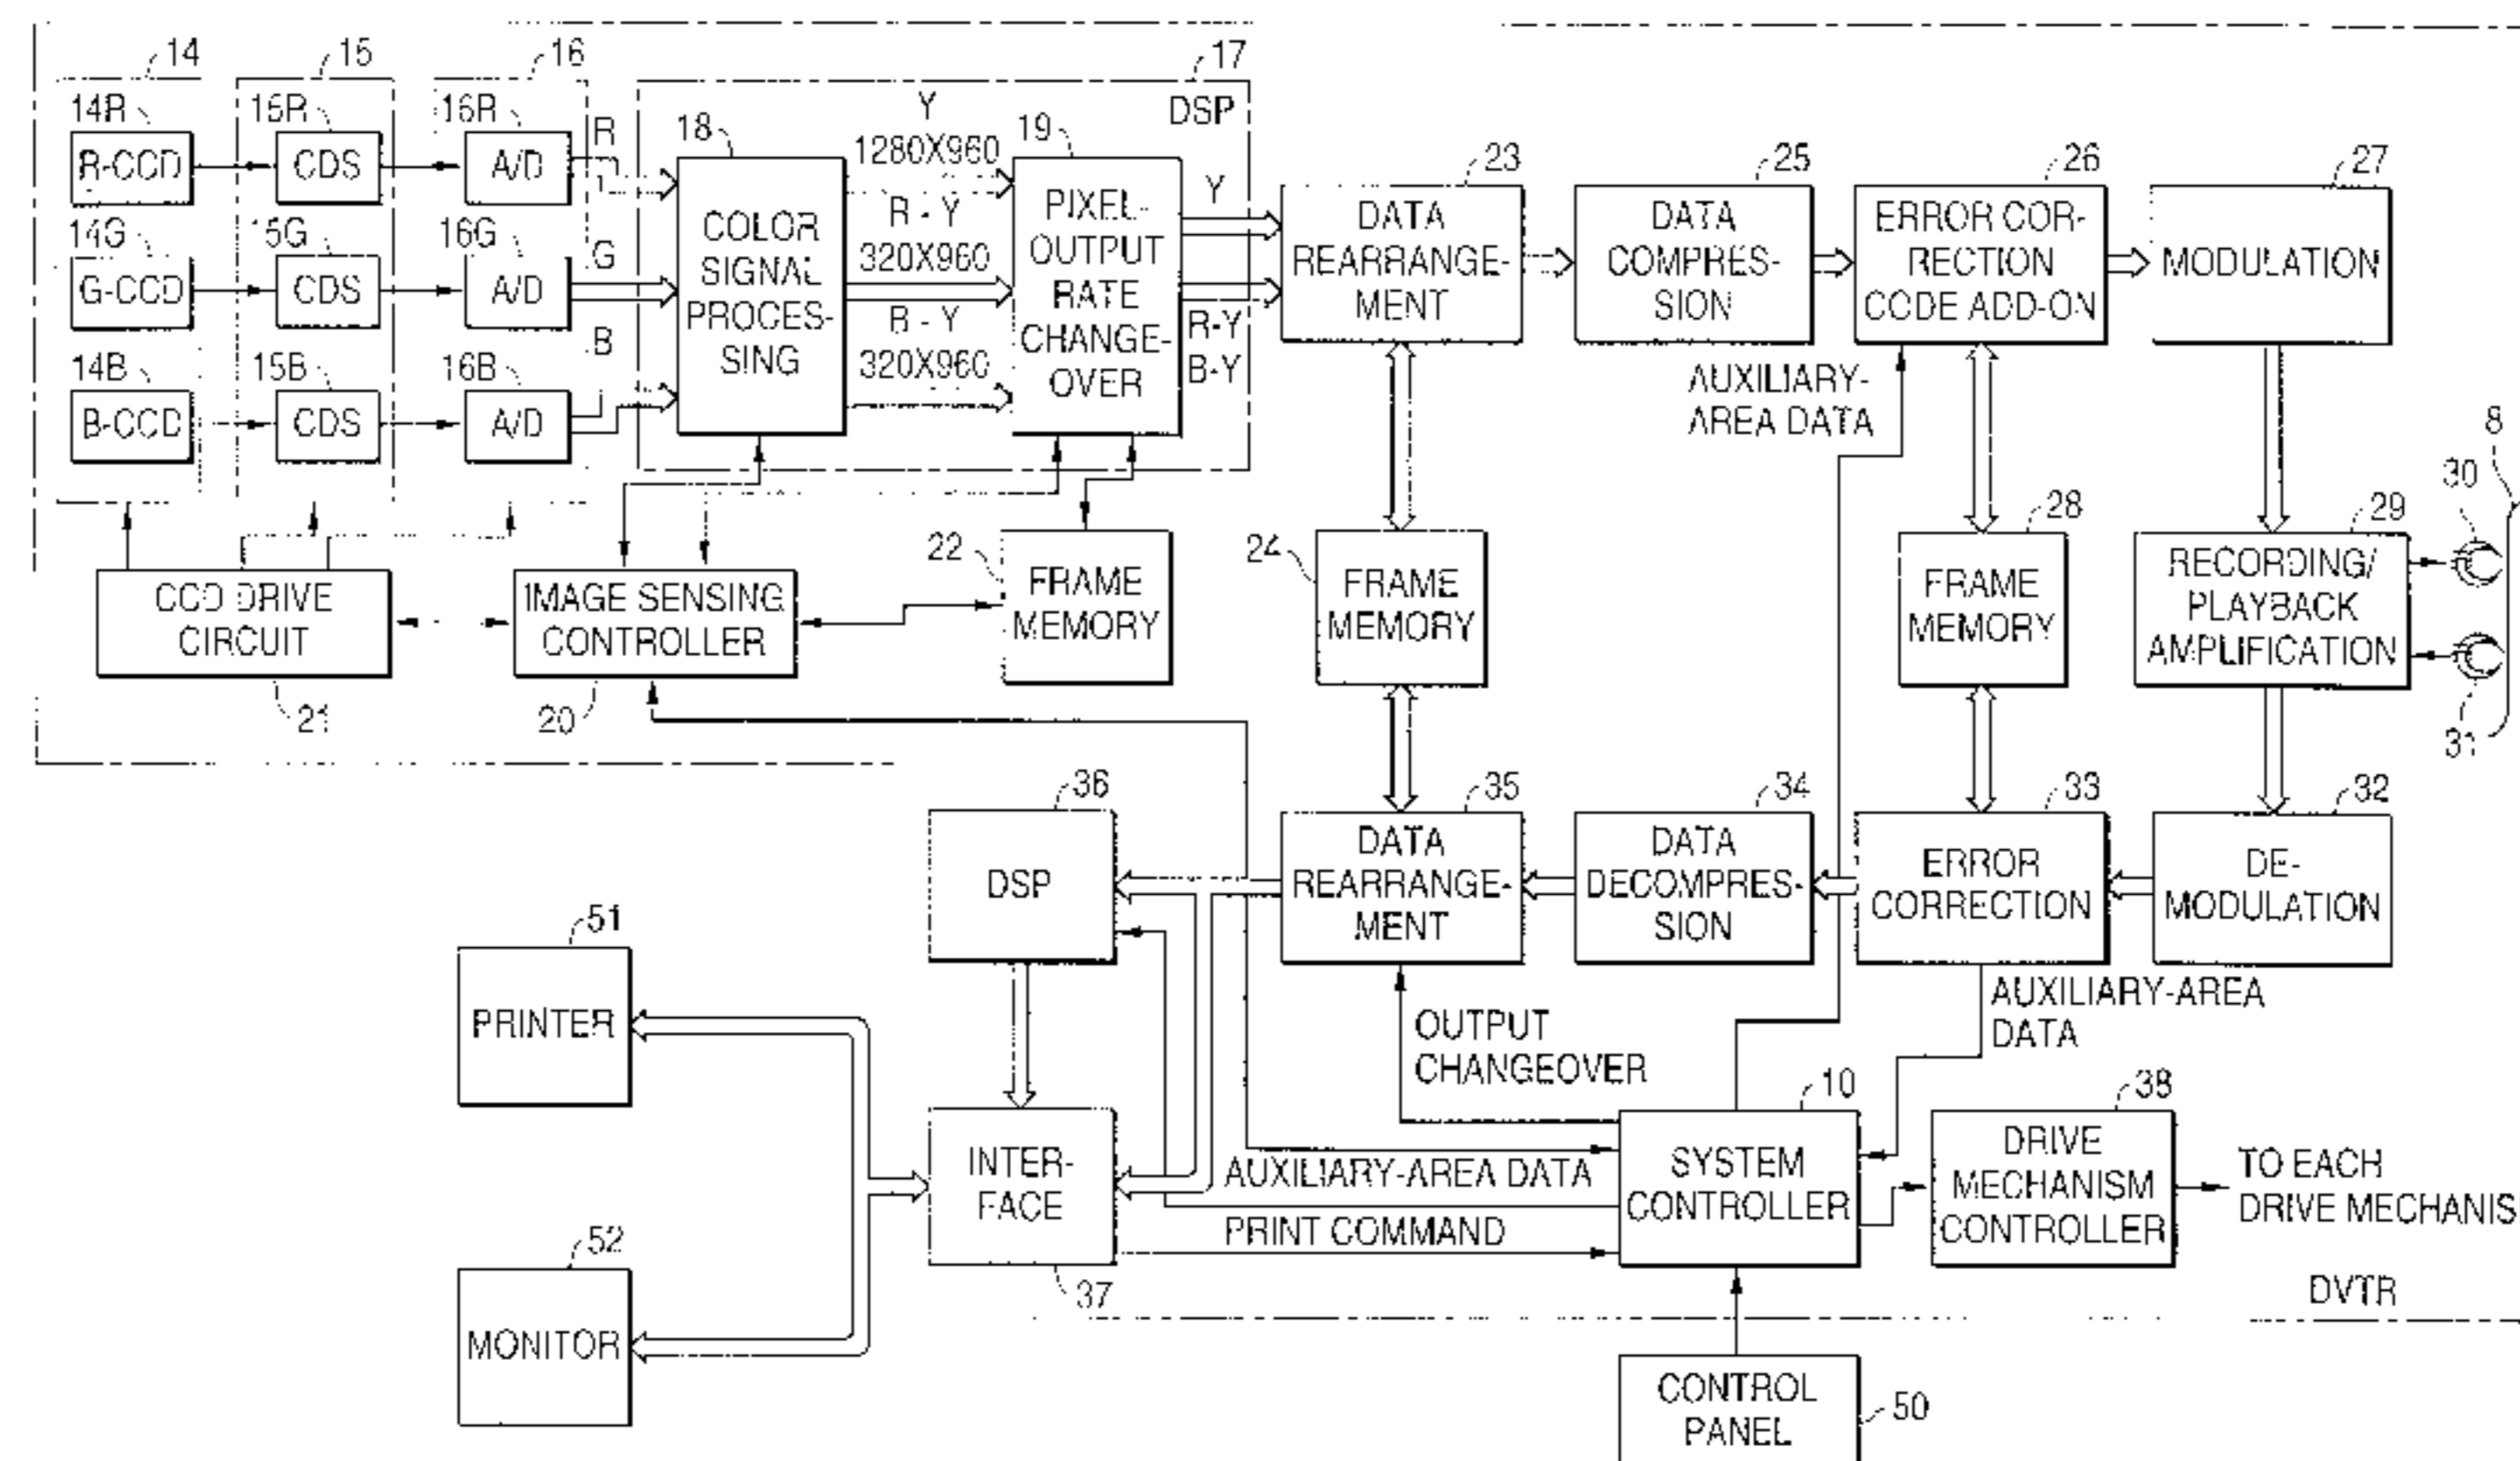 14
15
16
17
DSP
14R
R-CCD
15R
CDS
16R
A/D
R
14G
G-CCD
15G
CDS
16G
A/D
G
14B
B-CCD
15B
CDS
16B
A/D
B
18
COLOR
SIGNAL
PROCES-
SING
Y
1280X960
R - Y
320X960
B - Y
320X960
19
PIXEL-
OUTPUT
RATE
CHANGE-
OVER
Y
R-Y
B-Y
23
DATA
REARRANGE-
MENT
25
DATA
COMPRES-
SION
26
ERROR COR-
RECTION
CODE ADD-ON
27
MODULATION
AUXILIARY-
AREA DATA
8
30
31
CCD DRIVE
CIRCUIT
21
IMAGE SENSING
CONTROLLER
20
22
FRAME
MEMORY
24
FRAME
MEMORY
28
FRAME
MEMORY
29
RECORDING/
PLAYBACK
AMPLIFICATION
36
DSP
35
DATA
REARRANGE-
MENT
34
DATA
DECOMPRES-
SION
33
ERROR
CORRECTION
32
DE-
MODULATION
51
PRINTER
OUTPUT
CHANGEOVER
AUXILIARY-AREA
DATA
INTER-
FACE
37
AUXILIARY-AREA DATA
PRINT COMMAND
10
SYSTEM
CONTROLLER
38
DRIVE
MECHANISM
CONTROLLER
TO EACH
DRIVE MECHANIS
52
MONITOR
DVTR
CONTROL
PANEL
50